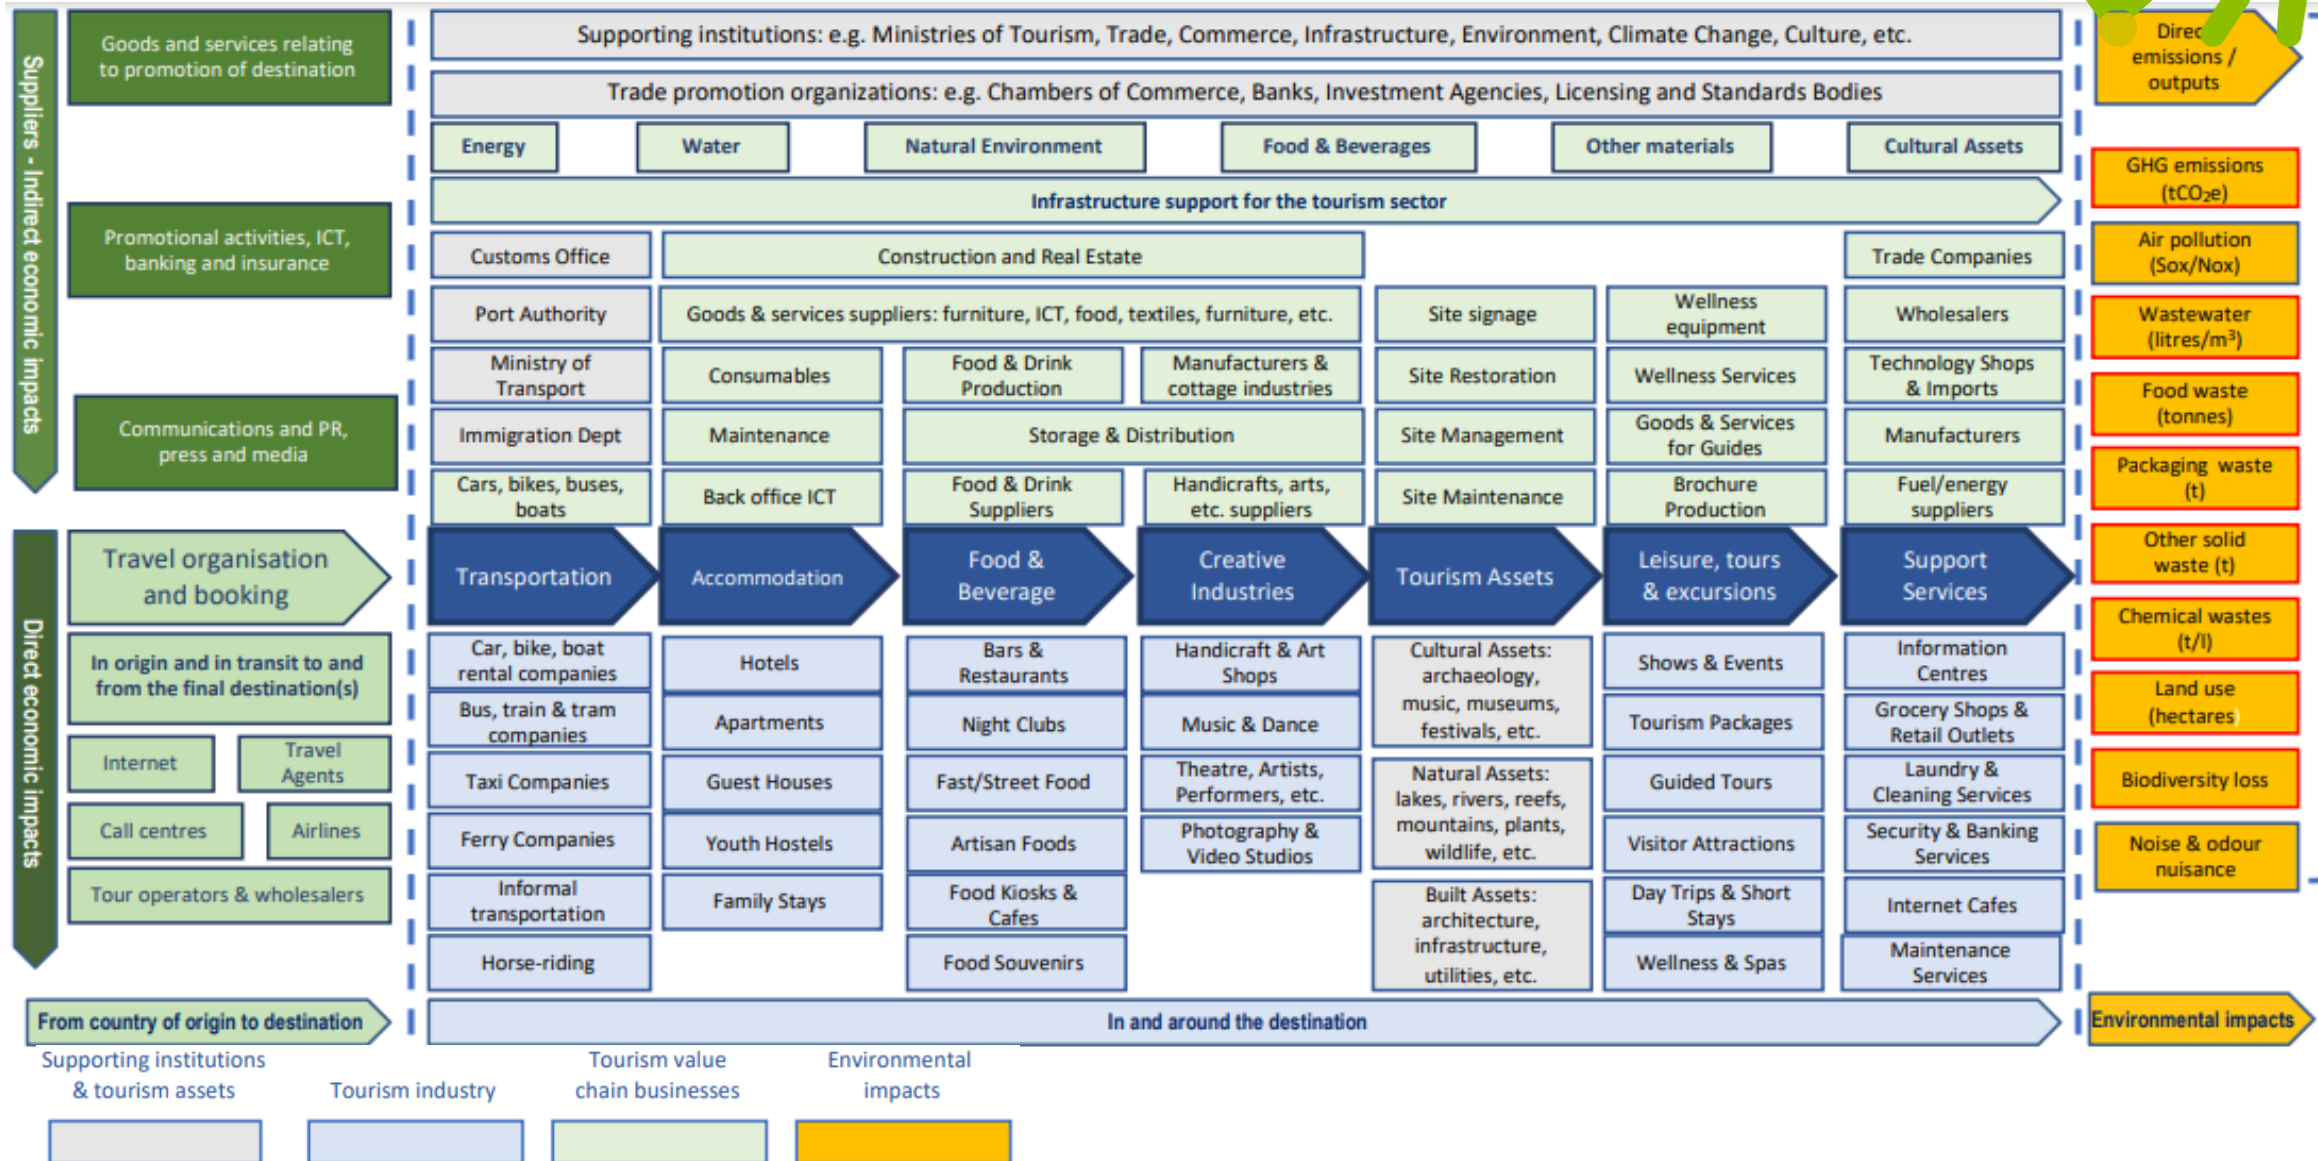 Suppliers - Indirect economic impacts
Goods and services relating
to promotion of destination
Promotional activities, ICT,
banking and insurance
Communications and PR,
press and media
Direct economic impacts
Travel organisation
and booking
In origin and in transit to and
from the final destination(s)
Internet
Travel
Agents
Call centres
Airlines
Tour operators & wholesalers
From country of origin to destination
Supporting institutions: e.g. Ministries of Tourism, Trade, Commerce, Infrastructure, Environment, Climate Change, Culture, etc.
Trade promotion organizations: e.g. Chambers of Commerce, Banks, Investment Agencies, Licensing and Standards Bodies
Energy
Water
Natural Environment
Food & Beverages
Other materials
Cultural Assets
Infrastructure support for the tourism sector
Customs Office
Construction and Real Estate
Trade Companies
Port Authority
Goods & services suppliers: furniture, ICT, food, textiles, furniture, etc.
Site signage
Wellness
equipment
Wholesalers
Ministry of
Transport
Consumables
Food & Drink
Production
Manufacturers &
cottage industries
Site Restoration
Wellness Services
Technology Shops
& Imports
Immigration Dept
Maintenance
Storage & Distribution
Site Management
Goods & Services
for Guides
Manufacturers
Cars, bikes, buses,
boats
Back office ICT
Food & Drink
Suppliers
Handicrafts, arts,
etc. suppliers
Site Maintenance
Brochure
Production
Fuel/energy
suppliers
Transportation
Accommodation
Food &
Beverage
Creative
Industries
Tourism Assets
Leisure, tours
& excursions
Support
Services
Car, bike, boat
rental companies
Bus, train & tram
companies
Taxi Companies
Ferry Companies
Informal
transportation
Horse-riding
Hotels
Apartments
Guest Houses
Youth Hostels
Family Stays
Bars &
Restaurants
Night Clubs
Fast/Street Food
Artisan Foods
Food Kiosks &
Cafes
Food Souvenirs
Handicraft & Art
Shops
Music & Dance
Theatre, Artists,
Performers, etc.
Photography &
Video Studios
Cultural Assets:
archaeology,
music, museums,
festivals, etc.
Natural Assets:
lakes, rivers, reefs,
mountains, plants,
wildlife, etc.
Built Assets:
architecture,
infrastructure,
utilities, etc.
Shows & Events
Tourism Packages
Guided Tours
Visitor Attractions
Day Trips & Short
Stays
Wellness & Spas
Information
Centres
Grocery Shops &
Retail Outlets
Laundry &
Cleaning Services
Security & Banking
Services
Internet Cafes
Maintenance
Services
In and around the destination
emissions /
outputs
GHG emissions
(tCO₂e)
Air pollution
(Sox/Nox)
Wastewater
(litres/m³)
Food waste
(tonnes)
Packaging waste
(t)
Other solid
waste (t)
Chemical wastes
(t/l)
Land use
(hectares)
Biodiversity loss
Noise & odour
nuisance
Environmental impacts
Supporting institutions
& tourism assets
Tourism industry
Tourism value
chain businesses
Environmental
impacts